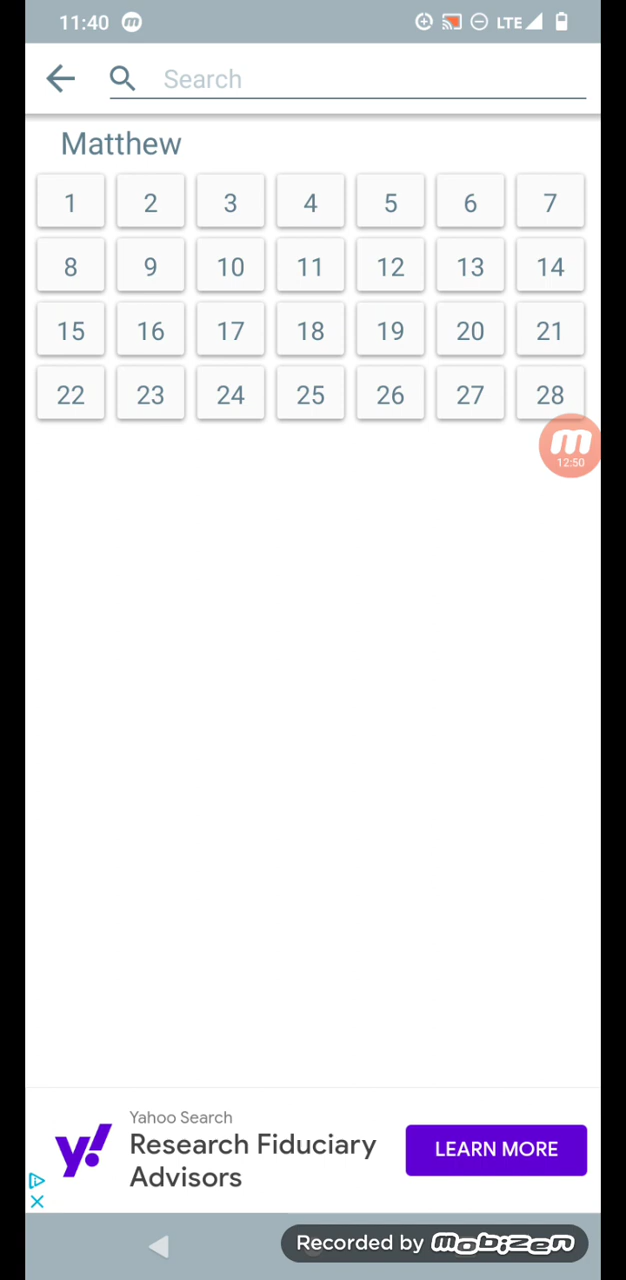 11:40 m LTE
Search
Matthew
1 2 3 4 5 6 7
8 9 10 11 12 13 14
15 16 17 18 19 20 21
22 23 24 25 26 27 28
m
12:50
Yahoo Search
Research Fiduciary
Advisors
y!
LEARN MORE
Recorded by mobizen